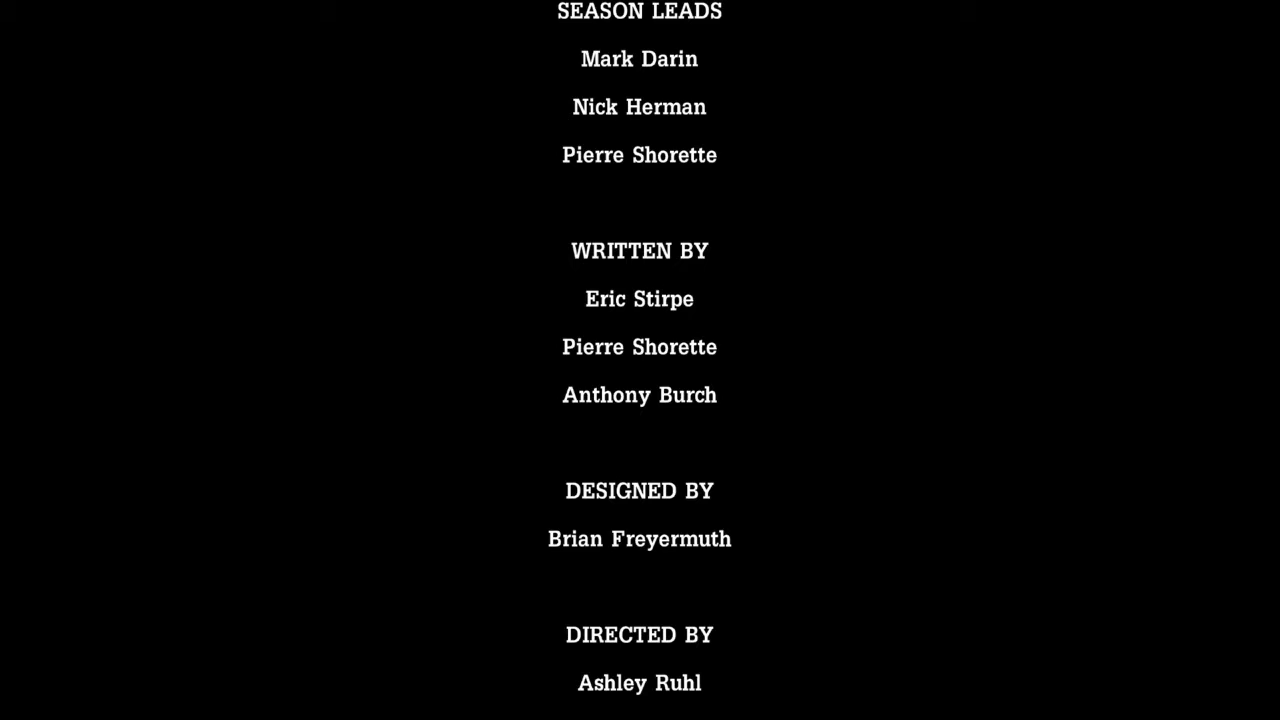 SEASON LEADS
Mark Darin
Nick Herman
Pierre Shorette
WRITTEN BY
Eric Stirpe
Pierre Shorette
Anthony Burch
DESIGNED BY
Brian Freyermuth
DIRECTED BY
Ashley Ruhl